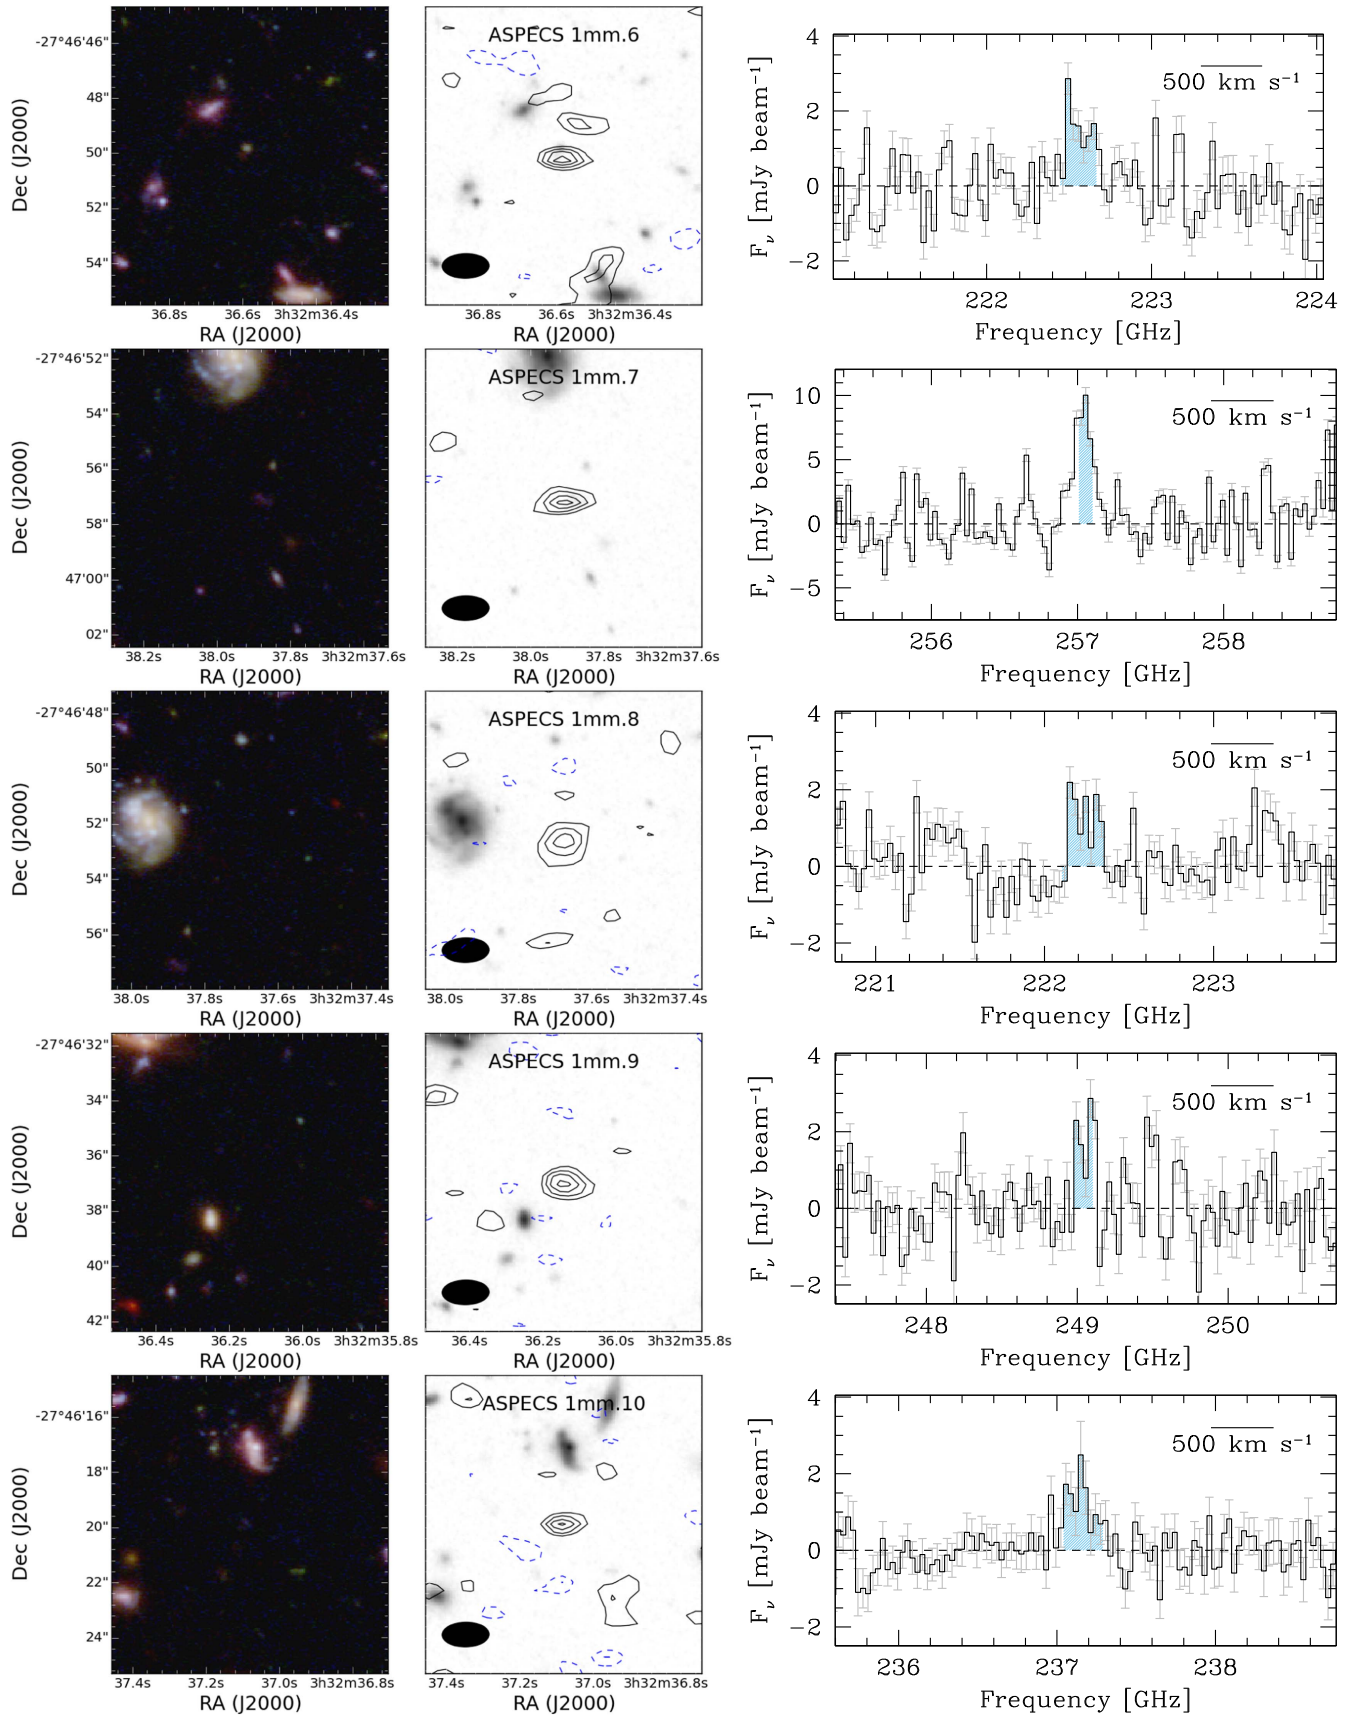 Dec (J2000)
-27°46'46"
48"
50"
52"
54"
36.8s 36.6s 3h32m36.4s
RA (J2000)
ASPECS 1mm.6
36.8s 36.6s 3h32m36.4s
RA (J2000)
F_ν [mJy beam⁻¹]
4
2
0
−2
500 km s⁻¹
222 223 224
Frequency [GHz]
Dec (J2000)
-27°46'52"
54"
56"
58"
47'00"
02"
38.2s 38.0s 37.8s 3h32m37.6s
RA (J2000)
ASPECS 1mm.7
38.2s 38.0s 37.8s 3h32m37.6s
RA (J2000)
F_ν [mJy beam⁻¹]
10
5
0
−5
500 km s⁻¹
256 257 258
Frequency [GHz]
Dec (J2000)
-27°46'48"
50"
52"
54"
56"
38.0s 37.8s 37.6s 3h32m37.4s
RA (J2000)
ASPECS 1mm.8
38.0s 37.8s 37.6s 3h32m37.4s
RA (J2000)
F_ν [mJy beam⁻¹]
4
2
0
−2
500 km s⁻¹
221 222 223
Frequency [GHz]
Dec (J2000)
-27°46'32"
34"
36"
38"
40"
42"
36.4s 36.2s 36.0s 3h32m35.8s
RA (J2000)
ASPECS 1mm.9
36.4s 36.2s 36.0s 3h32m35.8s
RA (J2000)
F_ν [mJy beam⁻¹]
4
2
0
−2
500 km s⁻¹
248 249 250
Frequency [GHz]
Dec (J2000)
-27°46'16"
18"
20"
22"
24"
37.4s 37.2s 37.0s 3h32m36.8s
RA (J2000)
ASPECS 1mm.10
37.4s 37.2s 37.0s 3h32m36.8s
RA (J2000)
F_ν [mJy beam⁻¹]
4
2
0
−2
500 km s⁻¹
236 237 238
Frequency [GHz]